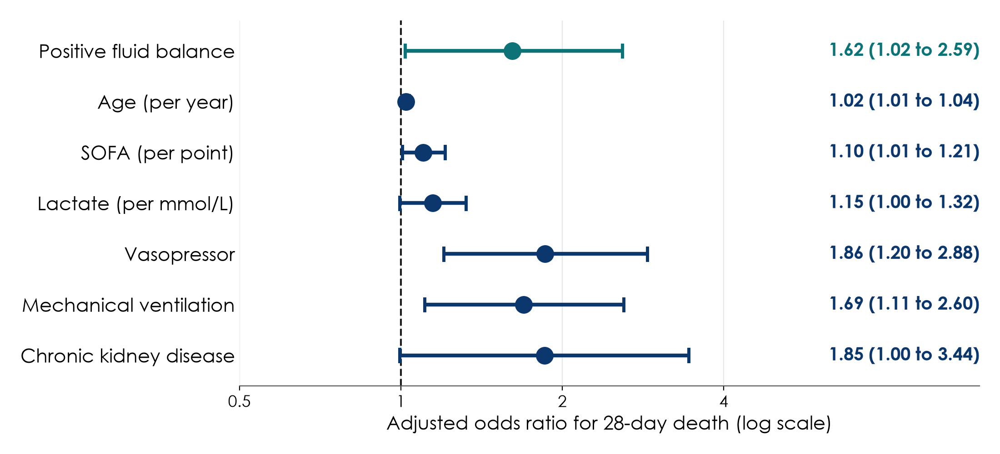 Positive fluid balance 1.62 (1.02 to 2.59)
Age (per year) 1.02 (1.01 to 1.04)
SOFA (per point) 1.10 (1.01 to 1.21)
Lactate (per mmol/L) 1.15 (1.00 to 1.32)
Vasopressor 1.86 (1.20 to 2.88)
Mechanical ventilation 1.69 (1.11 to 2.60)
Chronic kidney disease 1.85 (1.00 to 3.44)
0.5 1 2 4
Adjusted odds ratio for 28-day death (log scale)